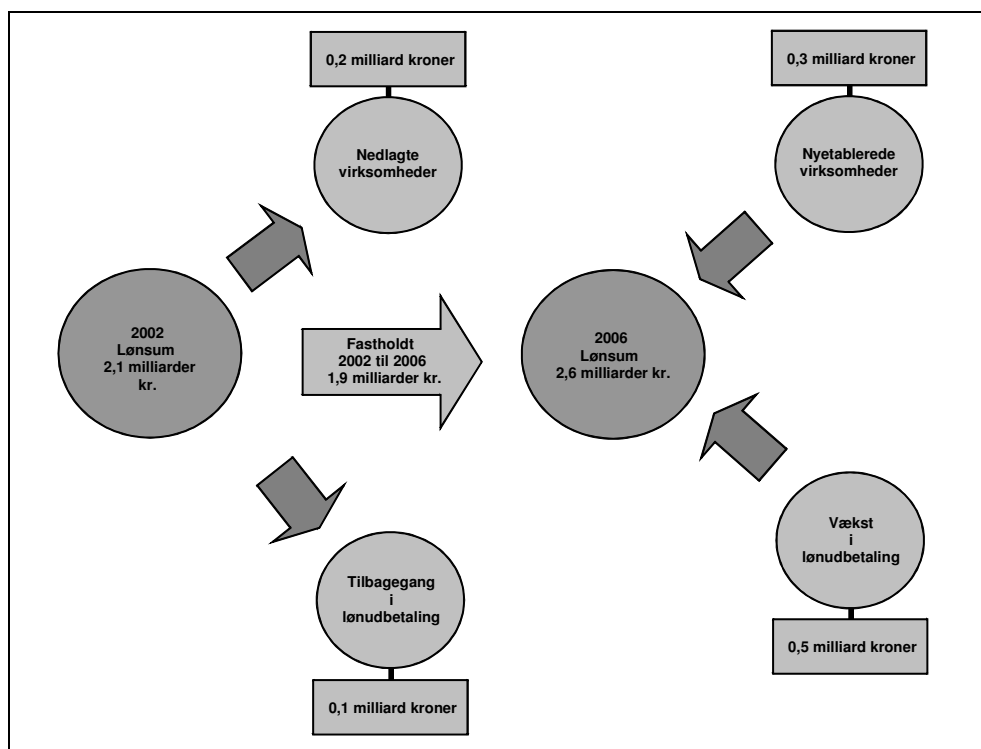 0,2 milliard kroner
Nedlagte
virksomheder
0,3 milliard kroner
Nyetablerede
virksomheder
2002
Lønsum
2,1 milliarder
kr.
Fastholdt
2002 til 2006
1,9 milliarder kr.
2006
Lønsum
2,6 milliarder kr.
Tilbagegang
i
lønudbetaling
0,1 milliard kroner
Vækst
i
lønudbetaling
0,5 milliard kroner